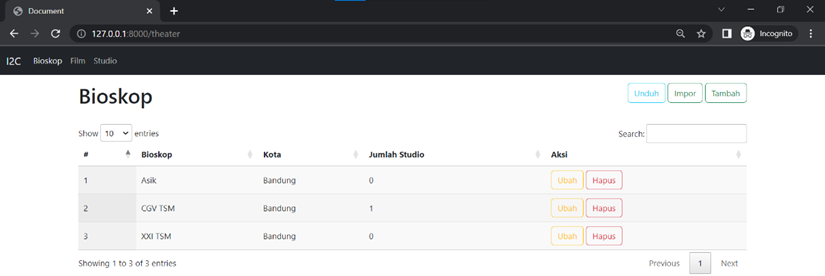 Document
127.0.0.1:8000/theater
Incognito
I2C Bioskop Film Studio
Bioskop
Unduh Impor Tambah
Show 10 entries Search:
# Bioskop Kota Jumlah Studio Aksi
1 Asik Bandung 0 Ubah Hapus
2 CGV TSM Bandung 1 Ubah Hapus
3 XXI TSM Bandung 0 Ubah Hapus
Showing 1 to 3 of 3 entries Previous 1 Next